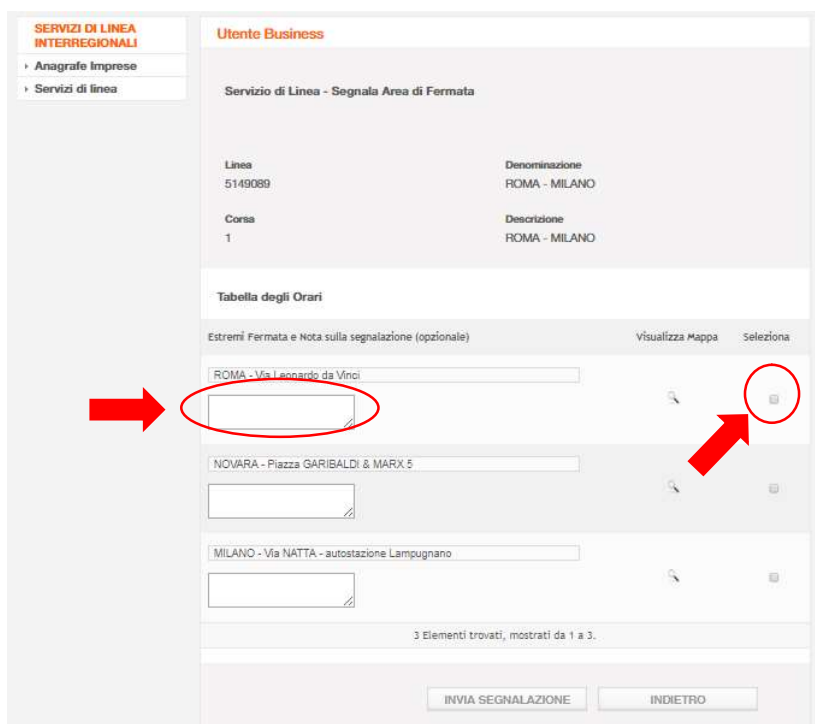 SERVIZI DI LINEA
INTERREGIONALI
Anagrafe Imprese
Servizi di linea
Utente Business
Servizio di Linea - Segnala Area di Fermata
Linea Denominazione
5149089 ROMA - MILANO
Corsa Descrizione
1 ROMA - MILANO
Tabella degli Orari
Estremi Fermata e Nota sulla segnalazione (opzionale) Visualizza Mappa Seleziona
ROMA - Via Leonardo da Vinci
NOVARA - Piazza GARIBALDI & MARX 5
MILANO - Via NATTA - autostazione Lampugnano
3 Elementi trovati, mostrati da 1 a 3.
INVIA SEGNALAZIONE INDIETRO